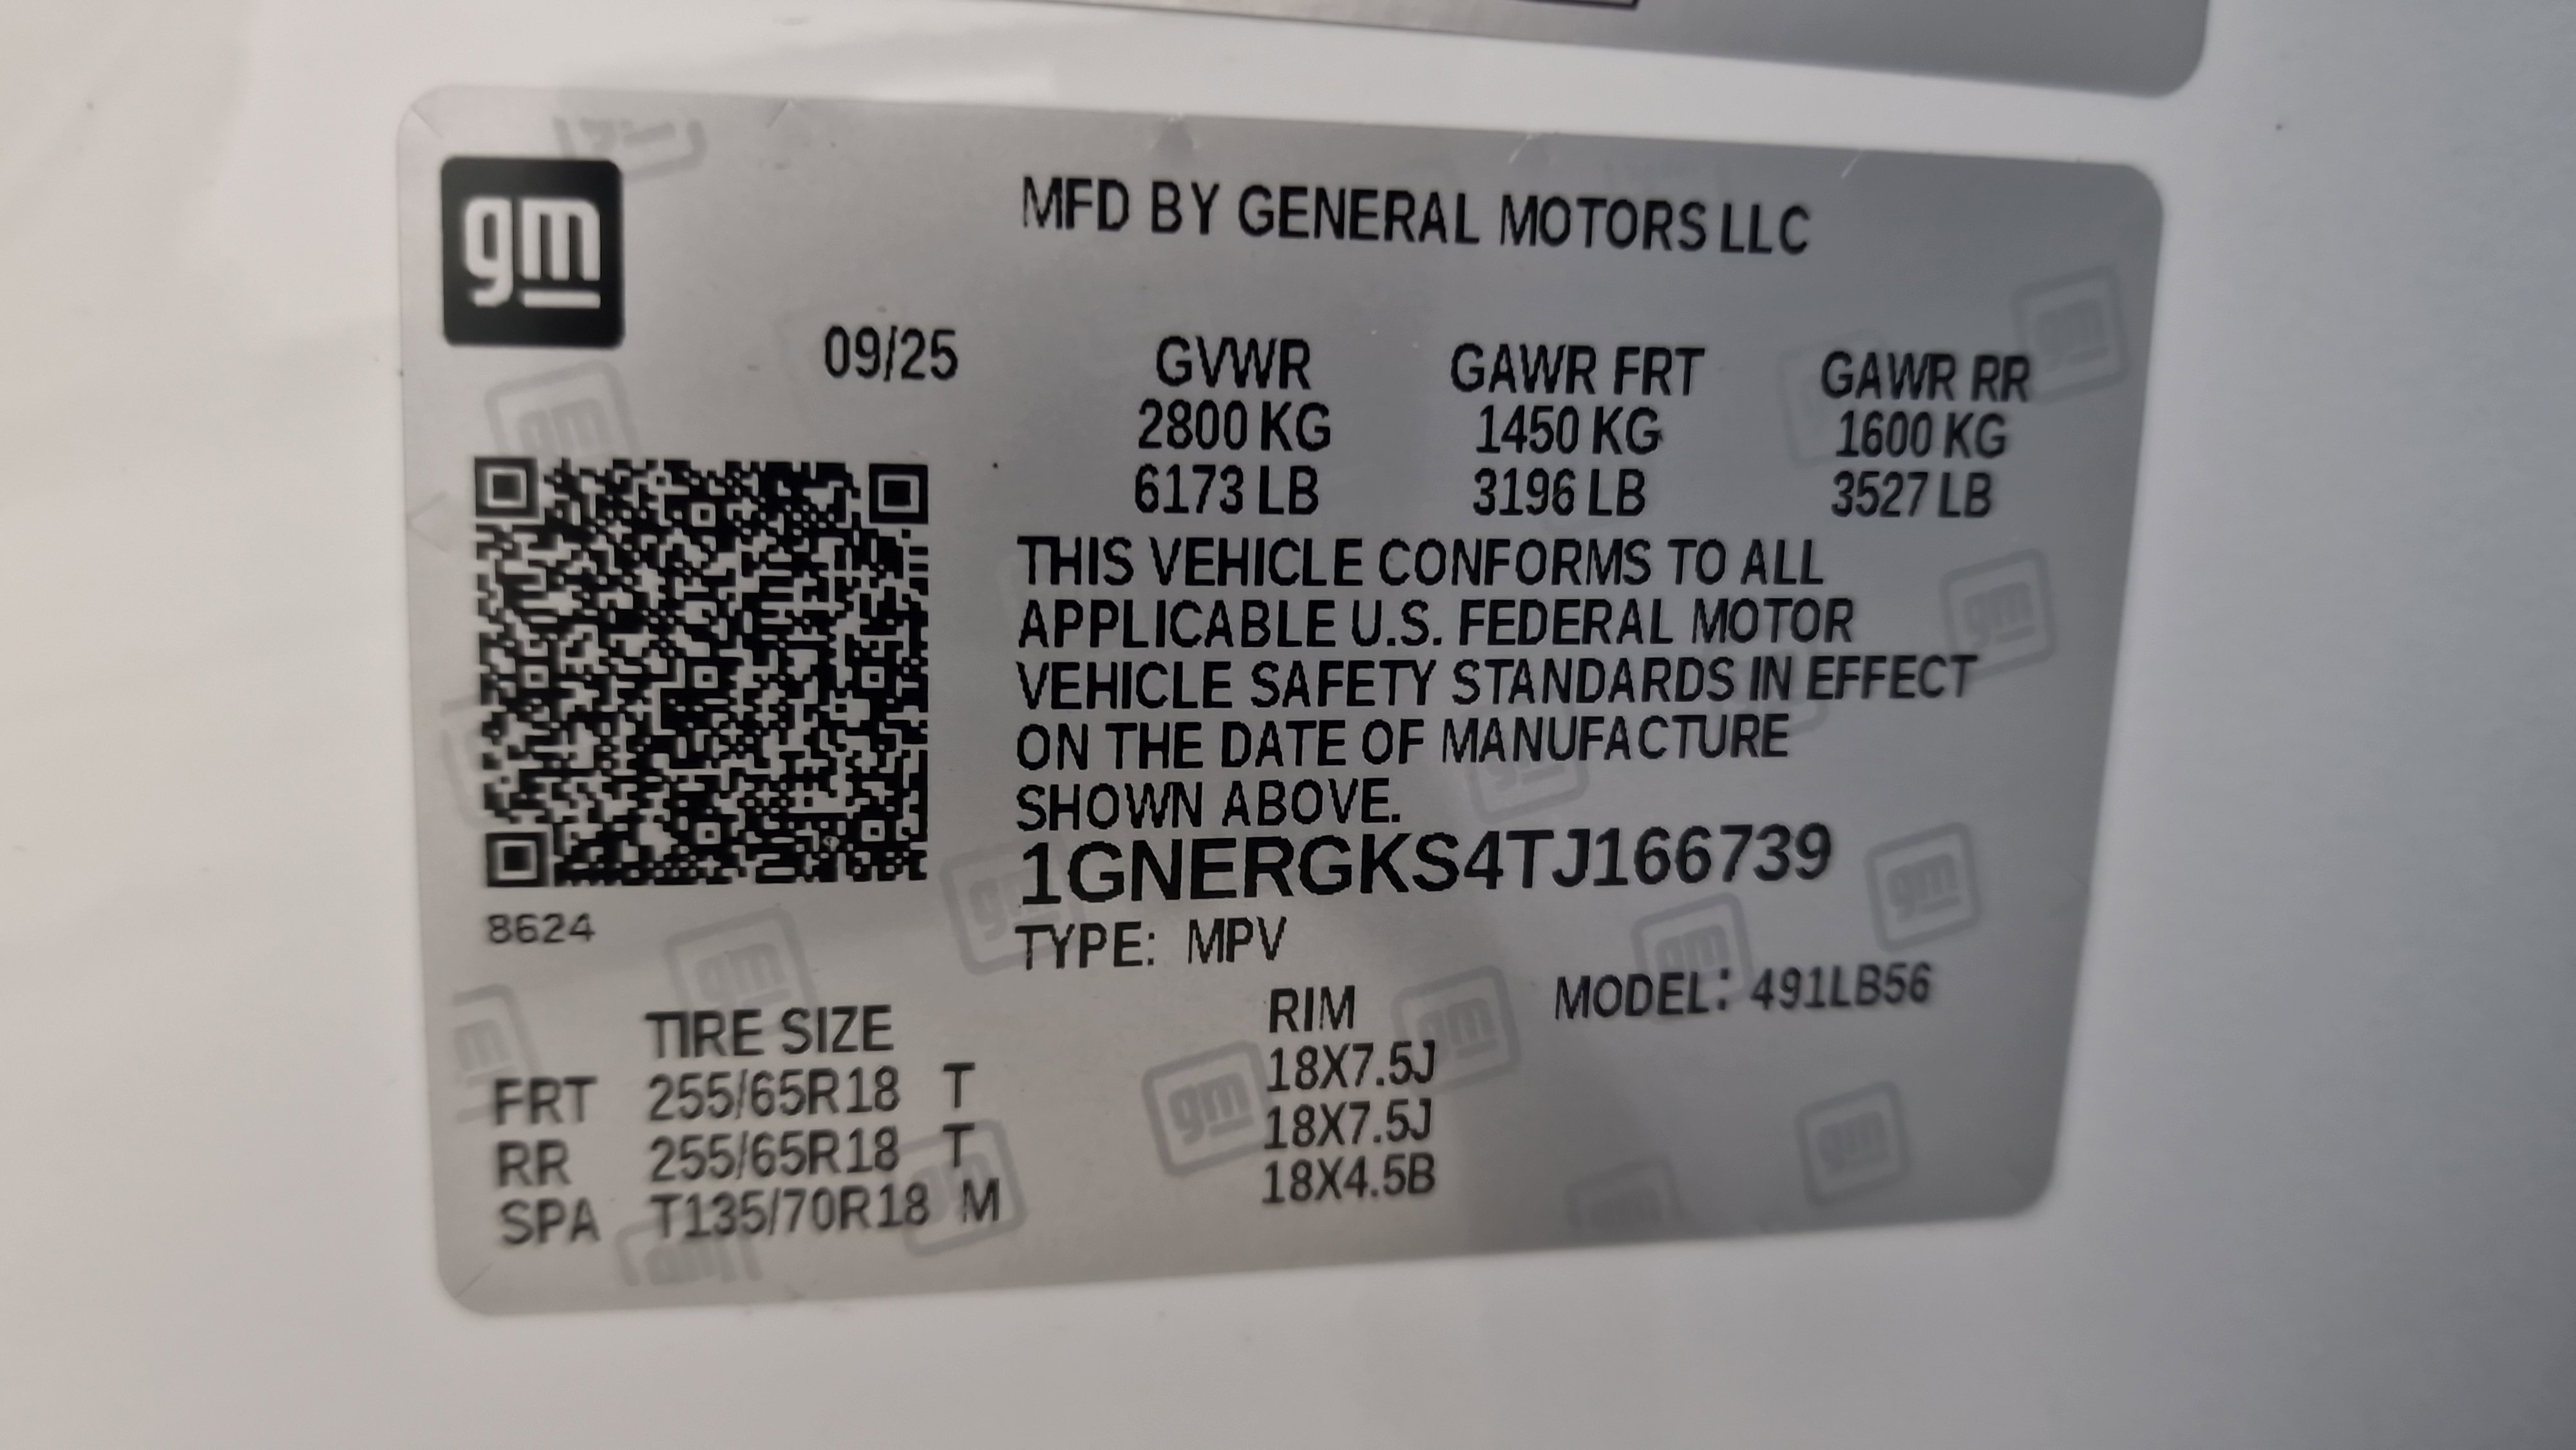 gm
MFD BY GENERAL MOTORS LLC
09/25
GVWR GAWR FRT GAWR RR
2800 KG 1450 KG 1600 KG
6173 LB 3196 LB 3527 LB
THIS VEHICLE CONFORMS TO ALL
APPLICABLE U.S. FEDERAL MOTOR
VEHICLE SAFETY STANDARDS IN EFFECT
ON THE DATE OF MANUFACTURE
SHOWN ABOVE.
1GNERGKS4TJ166739
8624
TYPE: MPV
MODEL: 491LB56
TIRE SIZE RIM
FRT 255/65R18 T 18X7.5J
RR 255/65R18 T 18X7.5J
SPA T135/70R18 M 18X4.5B